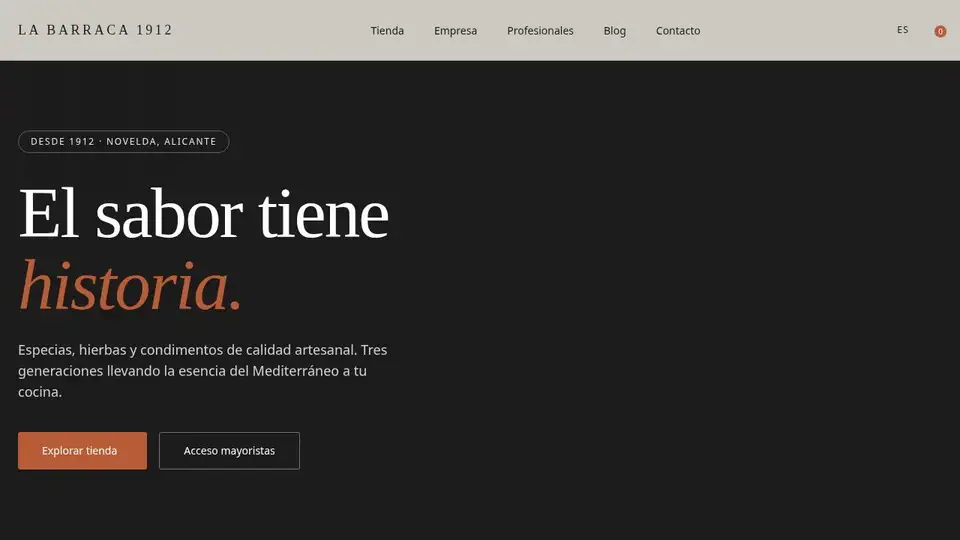 LA BARRACA 1912
Tienda
Empresa
Profesionales
Blog
Contacto
ES
0
DESDE 1912 · NOVELDA, ALICANTE
El sabor tiene
historia.
Especias, hierbas y condimentos de calidad artesanal. Tres
generaciones llevando la esencia del Mediterráneo a tu
cocina.
Explorar tienda
Acceso mayoristas